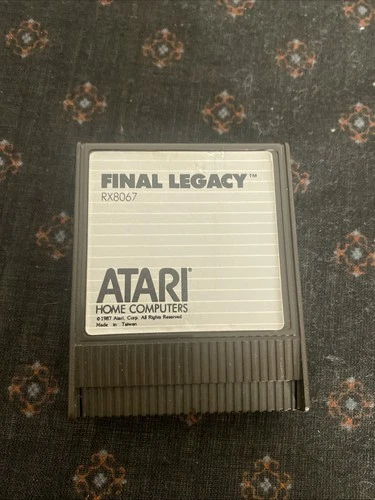 FINAL LEGACY™
RX8067
ATARI®
HOME COMPUTERS
©1987 Atari, Corp. All Rights Reserved
Made in Taiwan